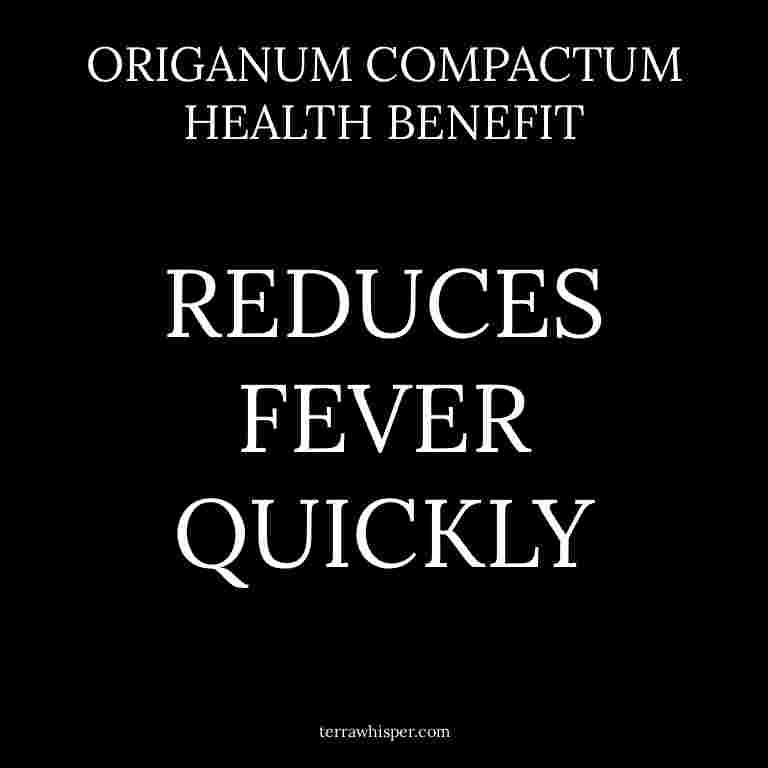 ORIGANUM COMPACTUM
HEALTH BENEFIT
REDUCES
FEVER
QUICKLY
terrawhisper.com